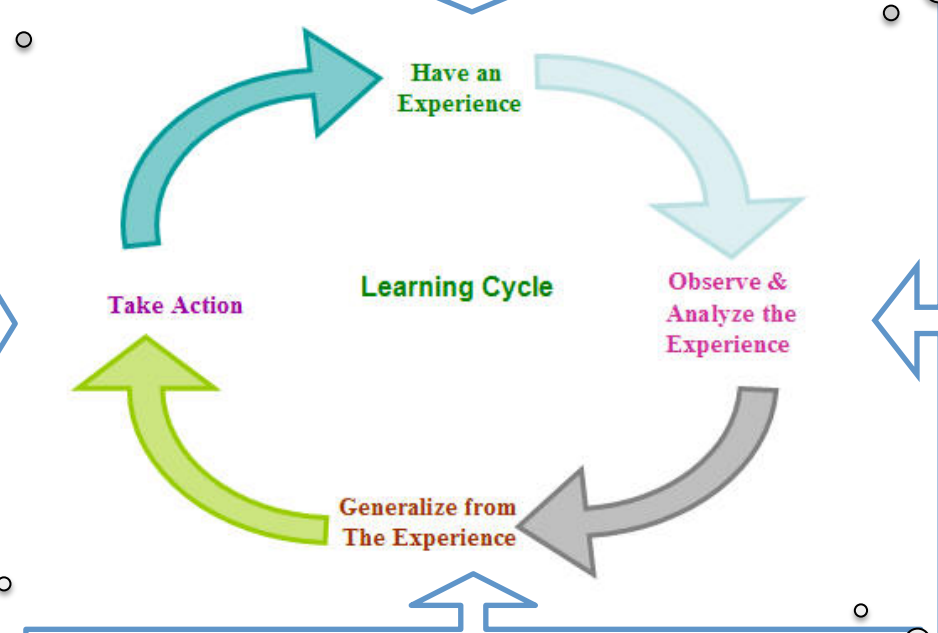 Have an
Experience
Observe &
Analyze the
Experience
Learning Cycle
Take Action
Generalize from
The Experience